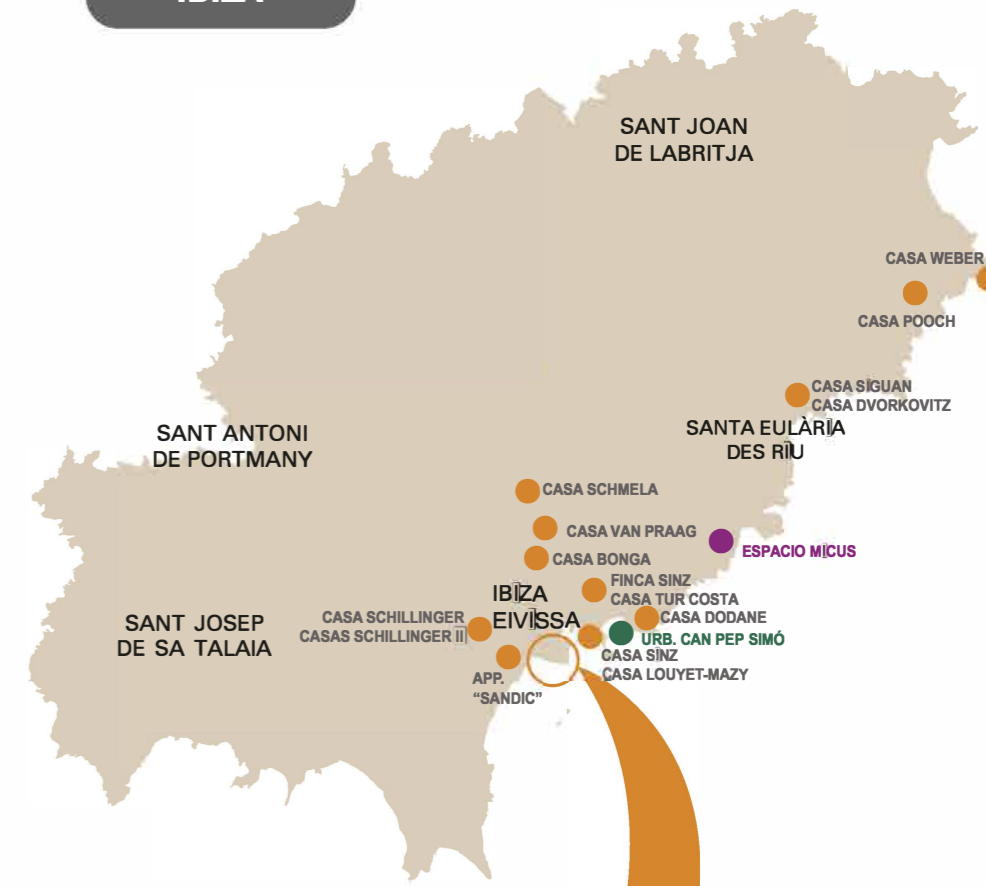 IBIZA
SANT JOAN
DE LABRITJA
CASA WEBER
CASA POOCH
CASA SIGUAN
CASA DVORKOVITZ
SANT ANTONI
DE PORTMANY
SANTA EULÀRIA
DES RIU
CASA SCHMELA
CASA VAN PRAAG
ESPACIO MICUS
CASA BONGA
FINCA SINZ
CASA TUR COSTA
IBIZA
EIVISSA
CASA SCHILLINGER
CASAS SCHILLINGER II
SANT JOSEP
DE SA TALAIA
CASA DODANE
URB. CAN PEP SIMÓ
CASA SINZ
CASA LOUYET-MAZY
APP.
“SANDIC”